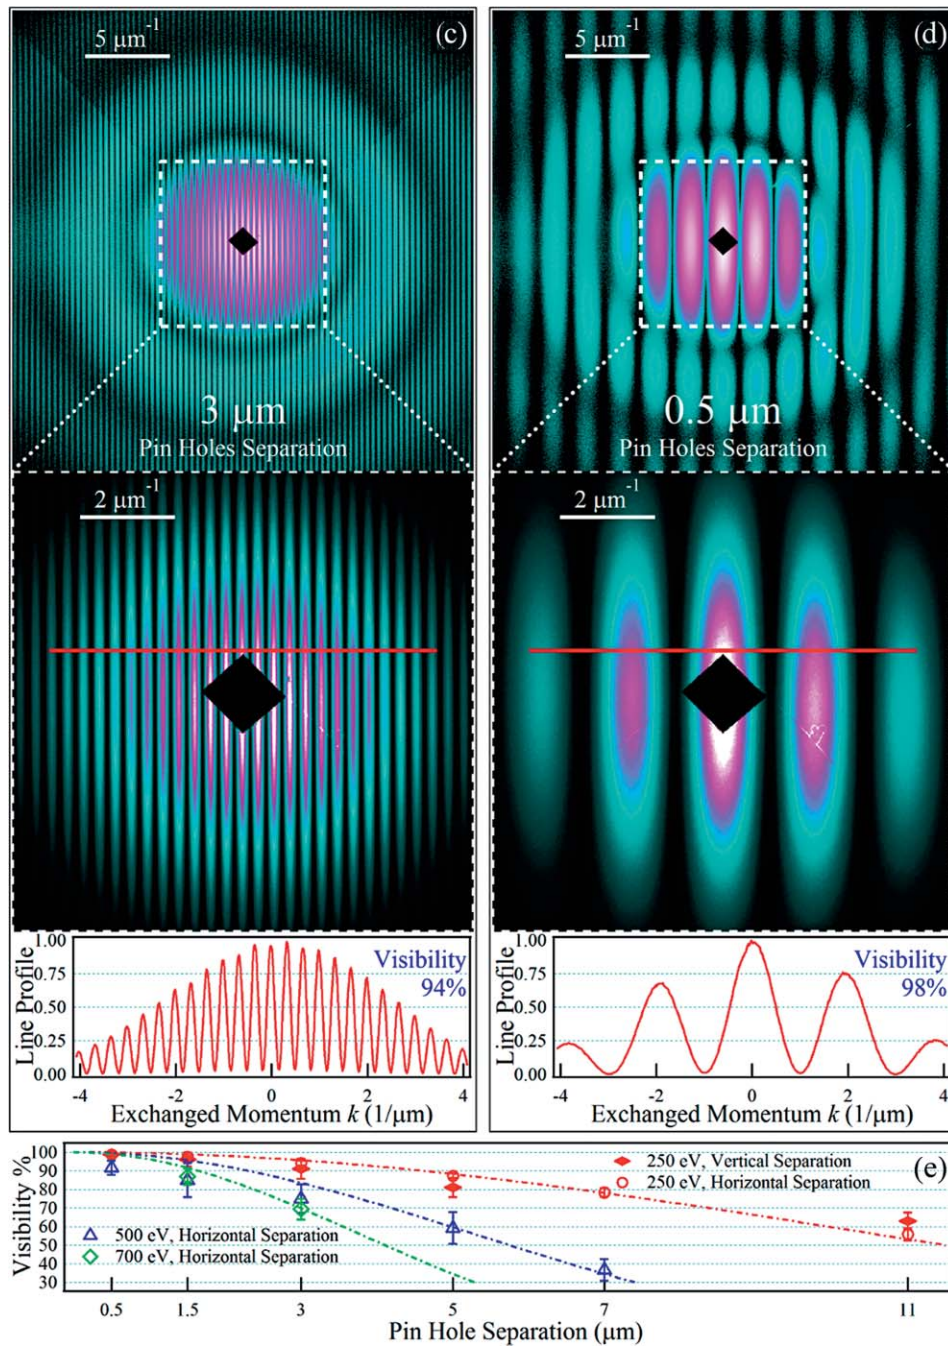 5 µm⁻¹
(c)
3 µm
Pin Holes Separation
2 µm⁻¹
Line Profile
1.00
0.75
0.50
0.25
0.00
Visibility
94%
-4
-2
0
2
4
Exchanged Momentum k (1/µm)
5 µm⁻¹
(d)
0.5 µm
Pin Holes Separation
2 µm⁻¹
Line Profile
1.00
0.75
0.50
0.25
0.00
Visibility
98%
-4
-2
0
2
4
Exchanged Momentum k (1/µm)
Visibility %
100
90
80
70
60
50
40
30
(e)
250 eV, Vertical Separation
250 eV, Horizontal Separation
500 eV, Horizontal Separation
700 eV, Horizontal Separation
0.5
1.5
3
5
7
11
Pin Hole Separation (µm)